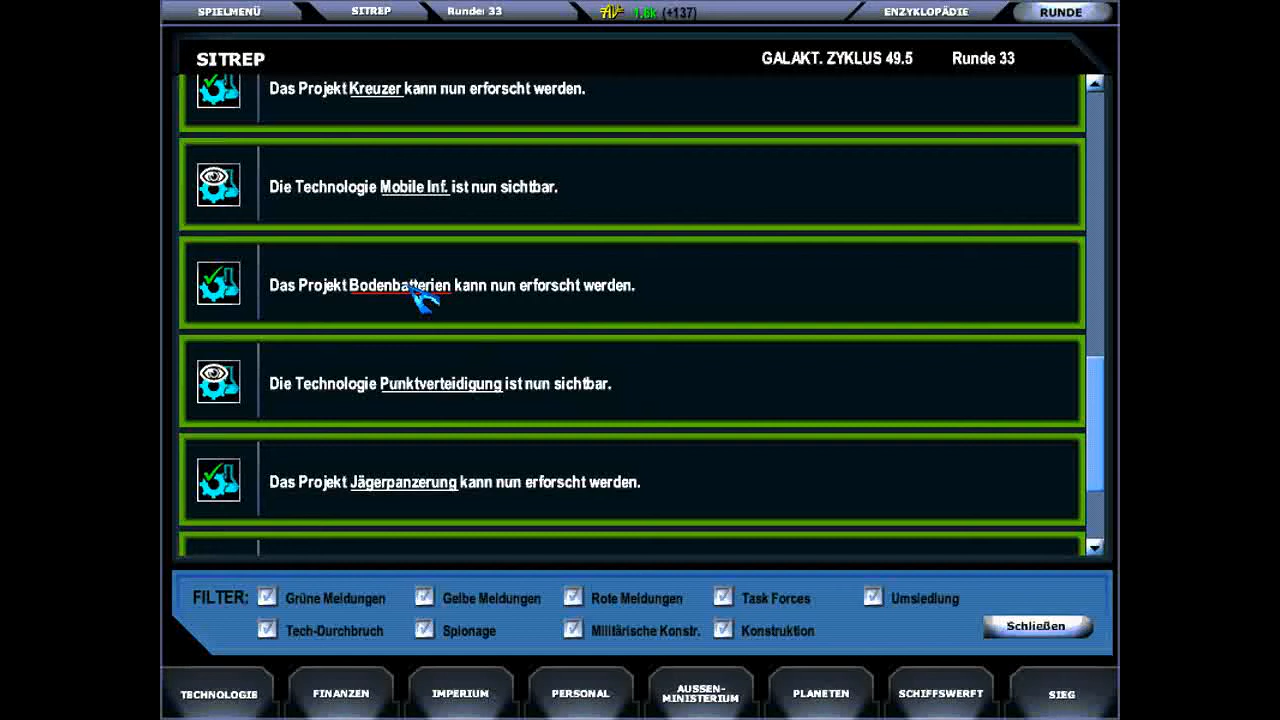 SPIELMENÜ
SITREP
Runde: 33
AU 1.6k (+137)
ENZYKLOPÄDIE
RUNDE
SITREP
GALAKT. ZYKLUS 49.5
Runde 33
Das Projekt Kreuzer kann nun erforscht werden.
Die Technologie Mobile Inf. ist nun sichtbar.
Das Projekt Bodenbatterien kann nun erforscht werden.
Die Technologie Punktverteidigung ist nun sichtbar.
Das Projekt Jägerpanzerung kann nun erforscht werden.
FILTER:
Grüne Meldungen
Gelbe Meldungen
Rote Meldungen
Task Forces
Umsiedlung
Tech-Durchbruch
Spionage
Militärische Konstr.
Konstruktion
Schließen
TECHNOLOGIE
FINANZEN
IMPERIUM
PERSONAL
AUSSEN-
MINISTERIUM
PLANETEN
SCHIFFSWERFT
SIEG